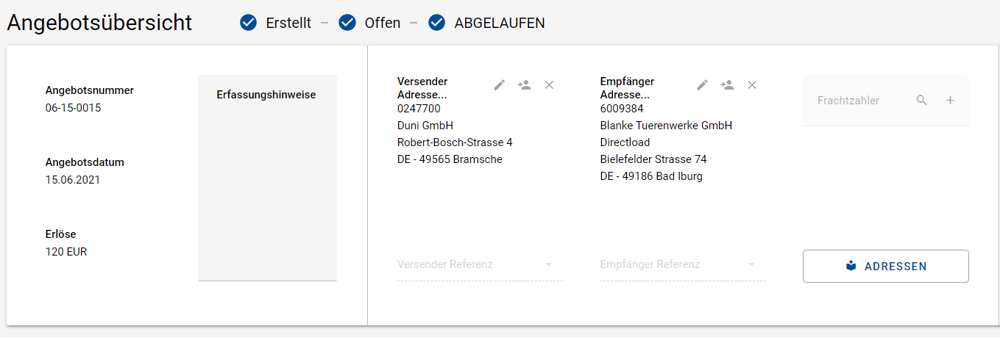 Angebotsübersicht
Erstellt – Offen – ABGELAUFEN
Angebotsnummer
06-15-0015
Angebotsdatum
15.06.2021
Erlöse
120 EUR
Erfassungshinweise
Versender
Adresse...
0247700
Duni GmbH
Robert-Bosch-Strasse 4
DE - 49565 Bramsche
Versender Referenz
Empfänger
Adresse...
6009384
Blanke Tuerenwerke GmbH
Directload
Bielefelder Strasse 74
DE - 49186 Bad Iburg
Empfänger Referenz
Frachtzahler
ADRESSEN